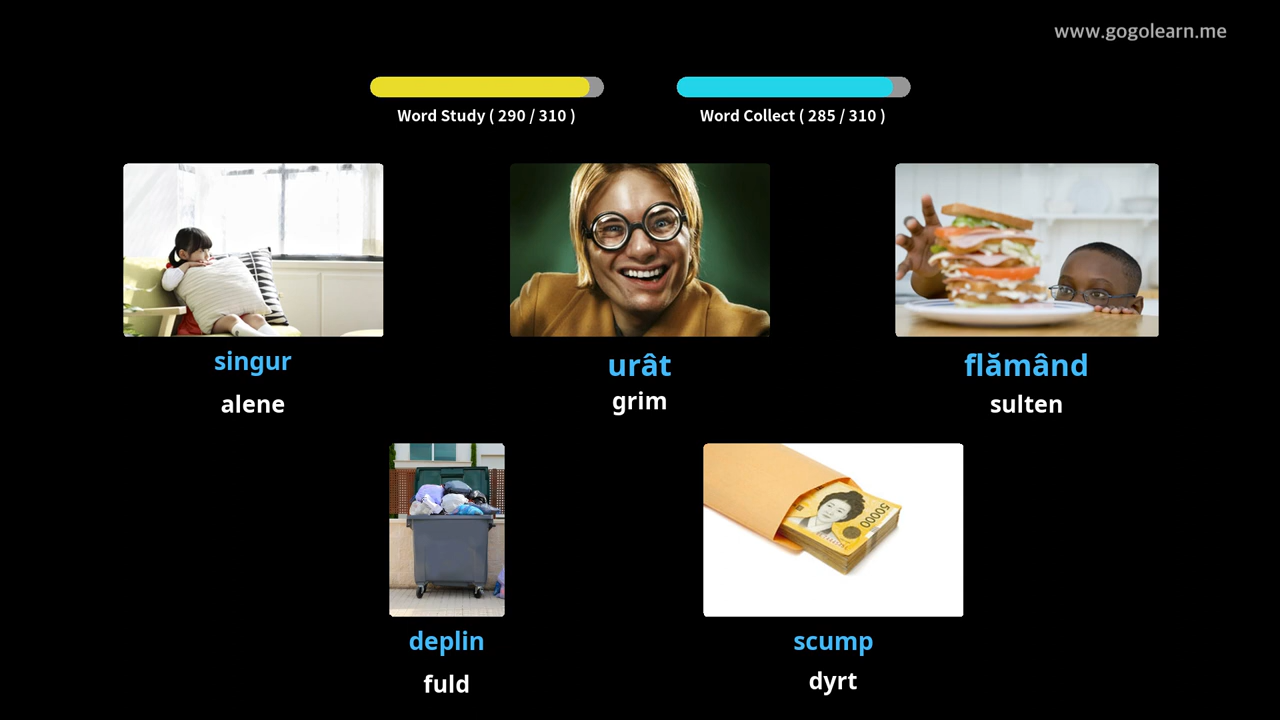 www.gogolearn.me
Word Study ( 290 / 310 )
Word Collect ( 285 / 310 )
singur
alene
urât
grim
flămând
sulten
50000
deplin
fuld
scump
dyrt